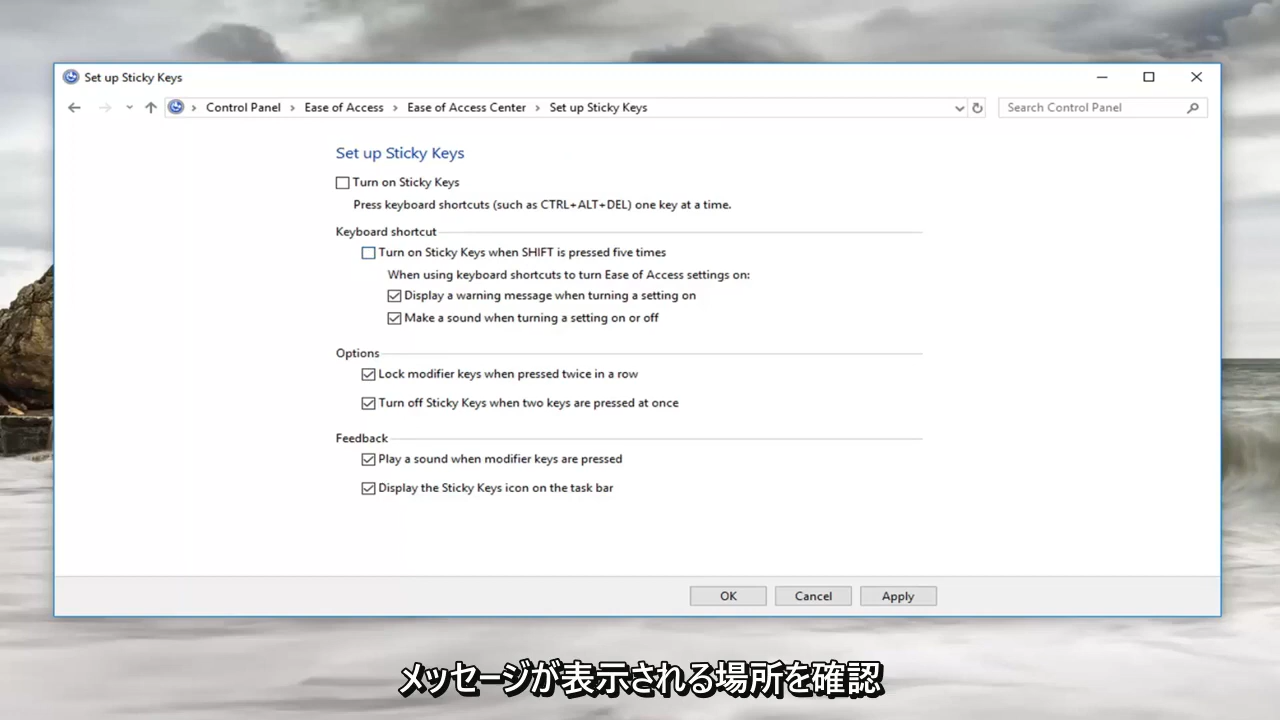 Set up Sticky Keys
Control Panel > Ease of Access > Ease of Access Center > Set up Sticky Keys
Search Control Panel
Set up Sticky Keys
Turn on Sticky Keys
Press keyboard shortcuts (such as CTRL+ALT+DEL) one key at a time.
Keyboard shortcut
Turn on Sticky Keys when SHIFT is pressed five times
When using keyboard shortcuts to turn Ease of Access settings on:
Display a warning message when turning a setting on
Make a sound when turning a setting on or off
Options
Lock modifier keys when pressed twice in a row
Turn off Sticky Keys when two keys are pressed at once
Feedback
Play a sound when modifier keys are pressed
Display the Sticky Keys icon on the task bar
OK Cancel Apply
メッセージが表示される場所を確認